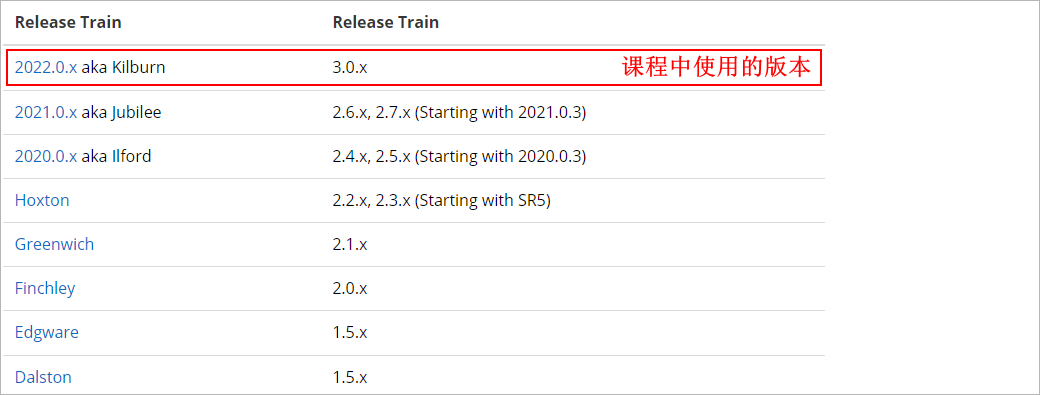 Release Train Release Train
2022.0.x aka Kilburn 3.0.x 课程中使用的版本
2021.0.x aka Jubilee 2.6.x, 2.7.x (Starting with 2021.0.3)
2020.0.x aka Ilford 2.4.x, 2.5.x (Starting with 2020.0.3)
Hoxton 2.2.x, 2.3.x (Starting with SR5)
Greenwich 2.1.x
Finchley 2.0.x
Edgware 1.5.x
Dalston 1.5.x